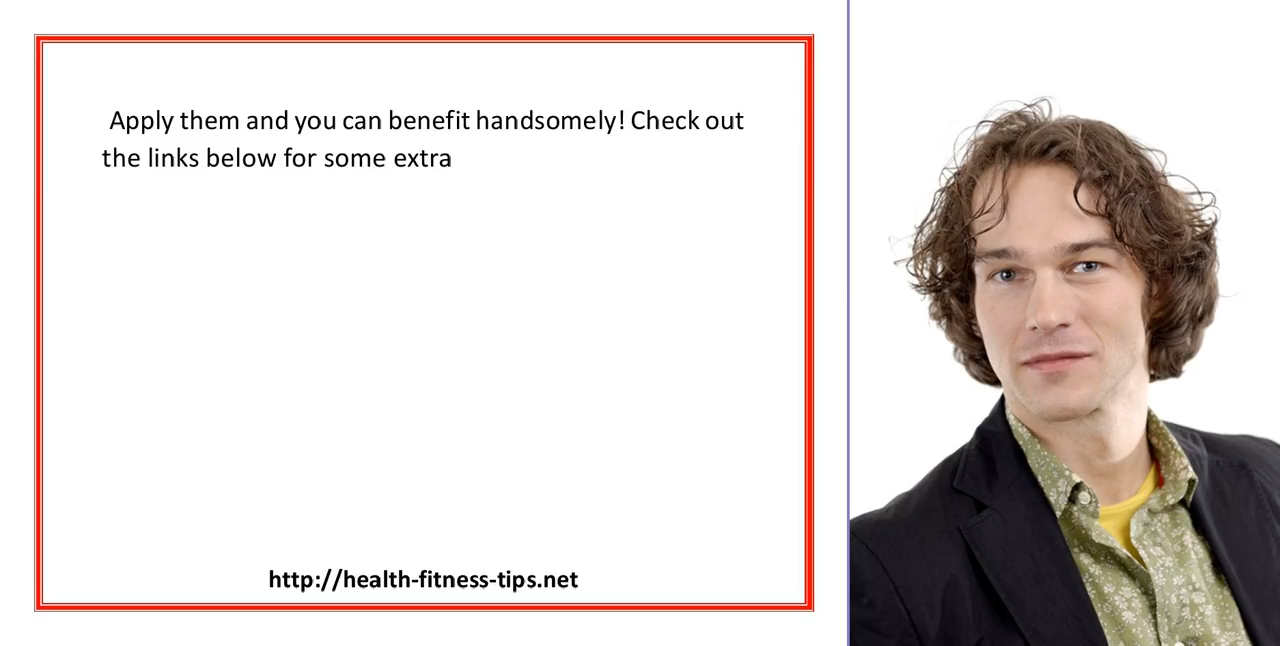 Apply them and you can benefit handsomely! Check out
the links below for some extra
http://health-fitness-tips.net